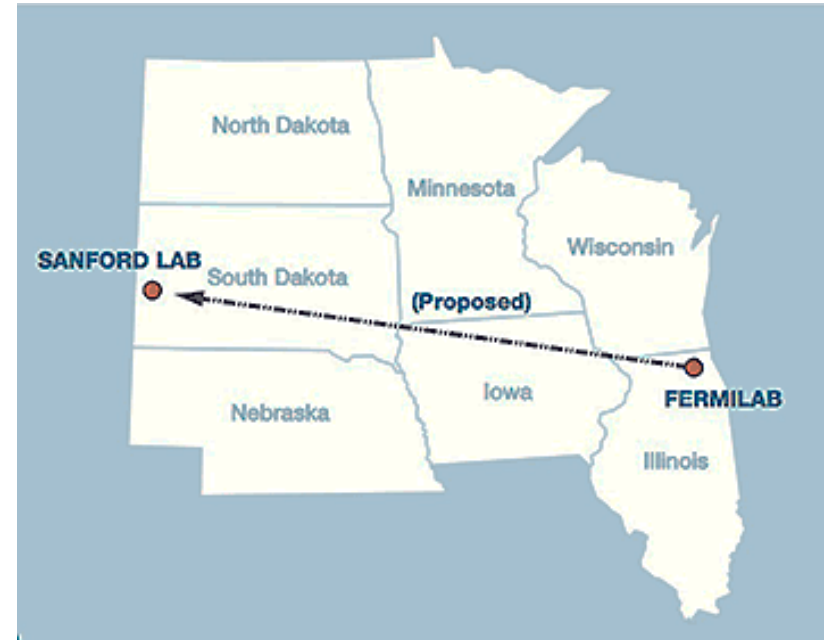 North Dakota
Minnesota
Wisconsin
SANFORD LAB
South Dakota
(Proposed)
Iowa
FERMILAB
Nebraska
Illinois